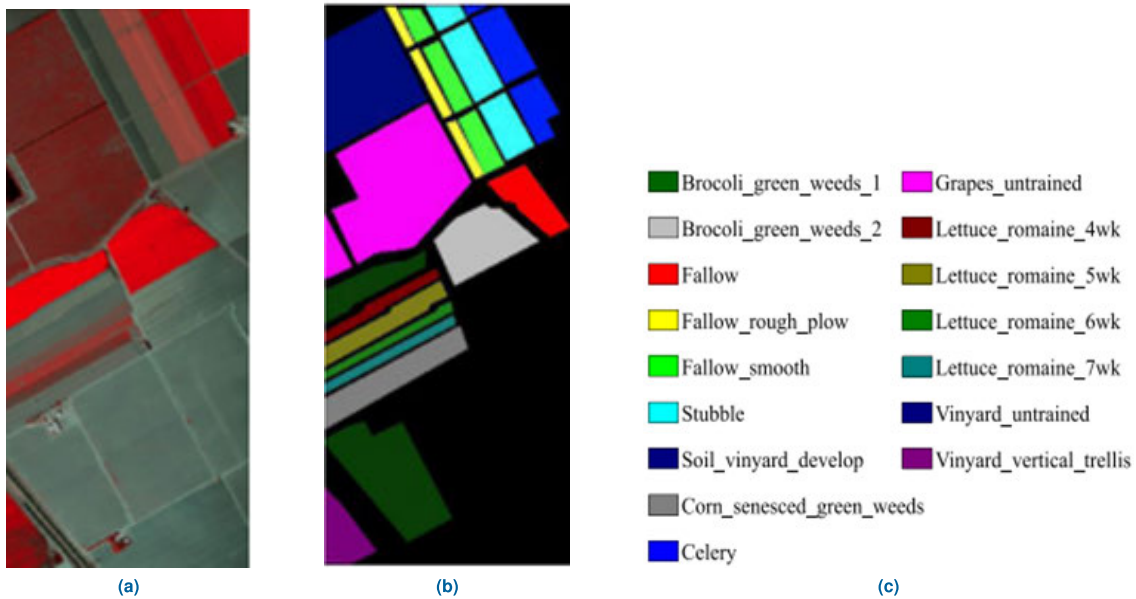 Brocoli_green_weeds_1
Brocoli_green_weeds_2
Fallow
Fallow_rough_plow
Fallow_smooth
Stubble
Soil_vinyard_develop
Corn_senesced_green_weeds
Celery
Grapes_untrained
Lettuce_romaine_4wk
Lettuce_romaine_5wk
Lettuce_romaine_6wk
Lettuce_romaine_7wk
Vinyard_untrained
Vinyard_vertical_trellis
(a)
(b)
(c)